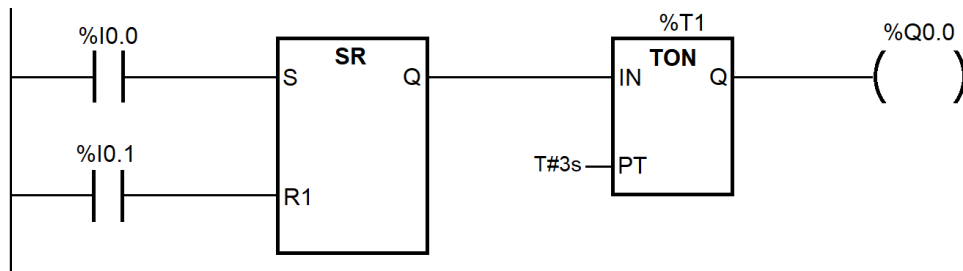 %I0.0
SR
S
Q
%I0.1
R1
%T1
TON
IN
Q
T#3s
PT
%Q0.0